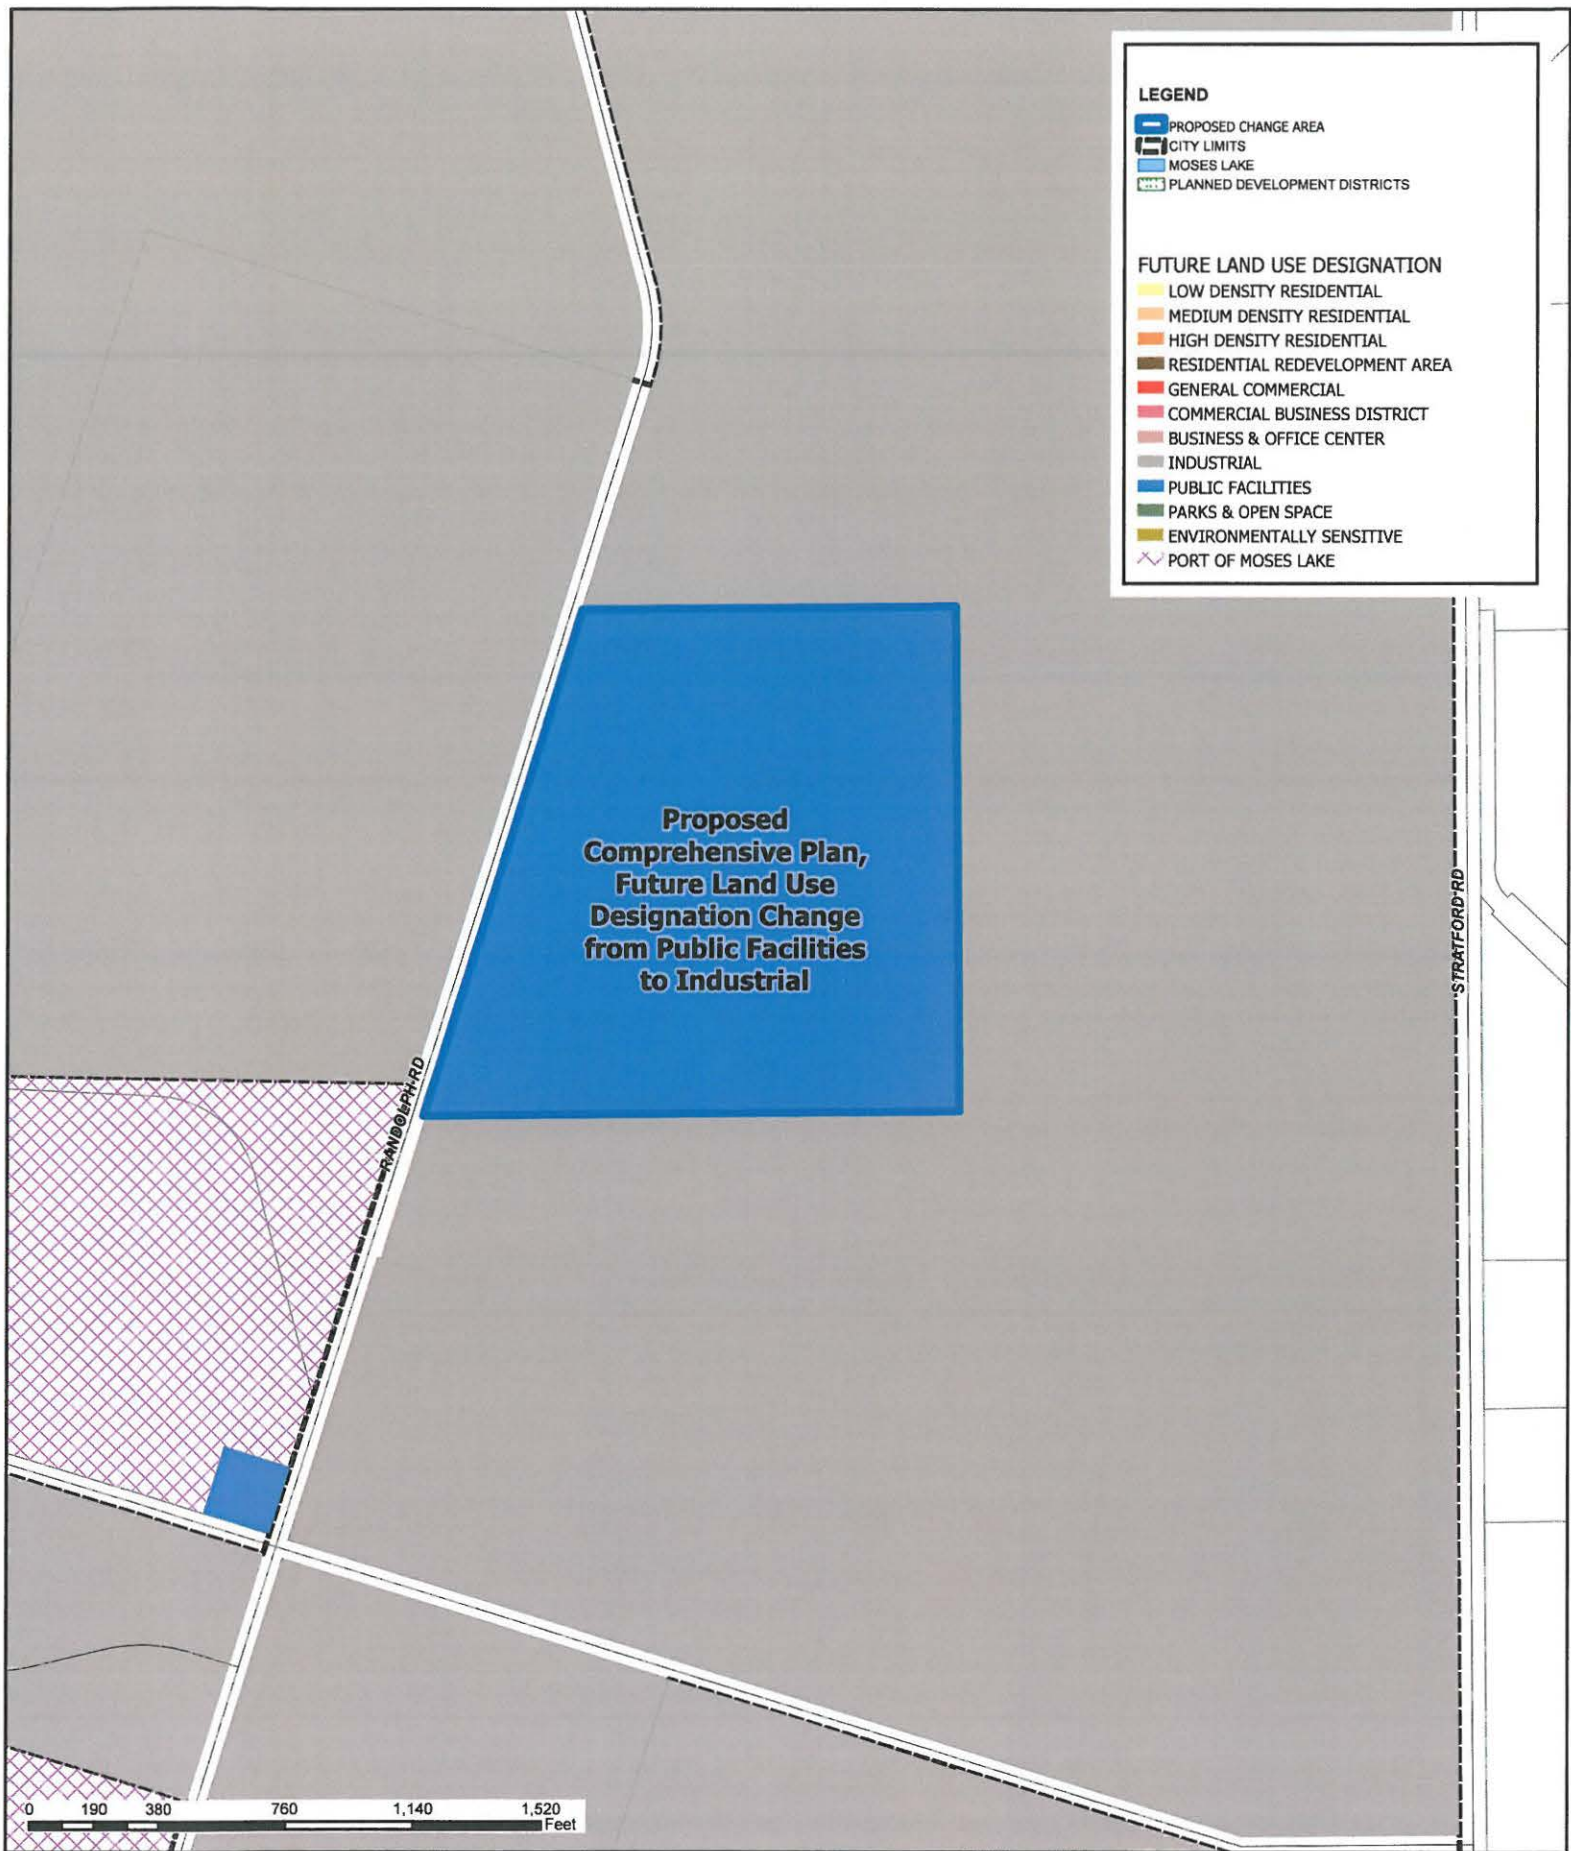 LEGEND
PROPOSED CHANGE AREA
CITY LIMITS
MOSES LAKE
PLANNED DEVELOPMENT DISTRICTS
FUTURE LAND USE DESIGNATION
LOW DENSITY RESIDENTIAL
MEDIUM DENSITY RESIDENTIAL
HIGH DENSITY RESIDENTIAL
RESIDENTIAL REDEVELOPMENT AREA
GENERAL COMMERCIAL
COMMERCIAL BUSINESS DISTRICT
BUSINESS & OFFICE CENTER
INDUSTRIAL
PUBLIC FACILITIES
PARKS & OPEN SPACE
ENVIRONMENTALLY SENSITIVE
PORT OF MOSES LAKE
Proposed
Comprehensive Plan,
Future Land Use
Designation Change
from Public Facilities
to Industrial
STRATFORD RD
RANDOLPH RD
0 190 380 760 1,140 1,520
Feet